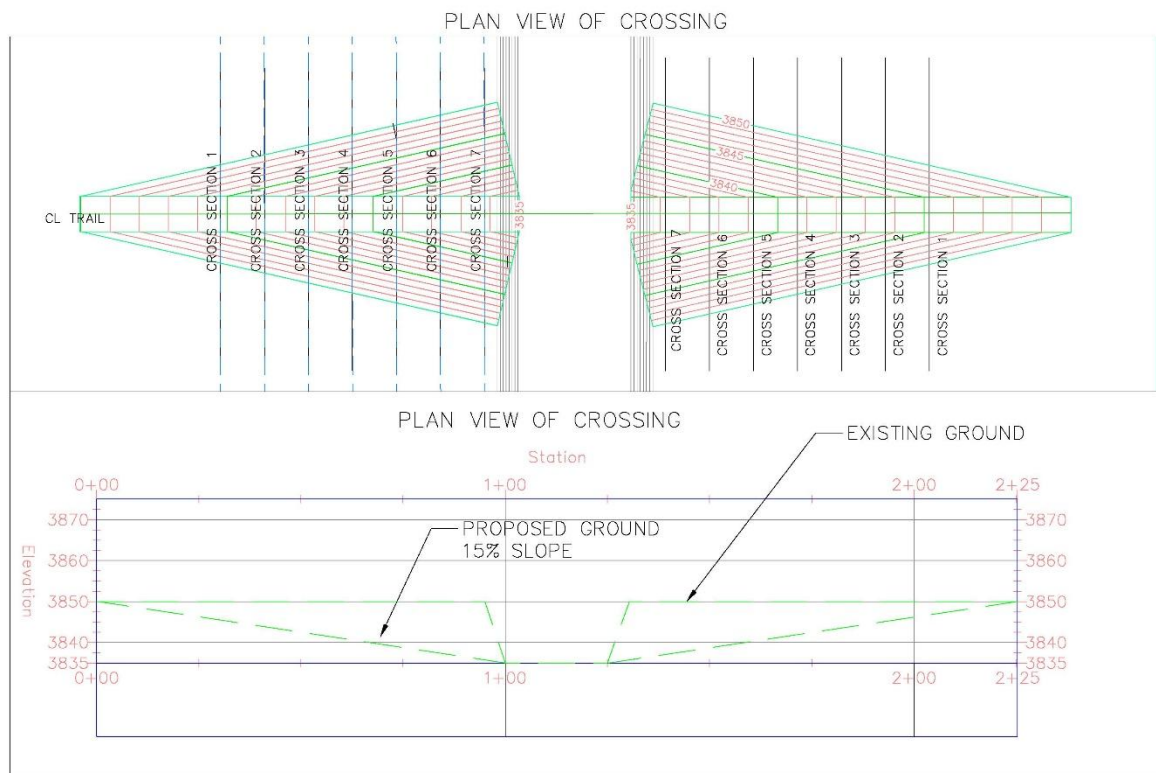 PLAN VIEW OF CROSSING
CL TRAIL
CROSS SECTION 1
CROSS SECTION 2
CROSS SECTION 3
CROSS SECTION 4
CROSS SECTION 5
CROSS SECTION 6
CROSS SECTION 7
3835
3835
3850
3845
3840
CROSS SECTION 7
CROSS SECTION 6
CROSS SECTION 5
CROSS SECTION 4
CROSS SECTION 3
CROSS SECTION 2
CROSS SECTION 1
PLAN VIEW OF CROSSING
EXISTING GROUND
Station
0+00 1+00 2+00 2+25
3870 3870
PROPOSED GROUND
15% SLOPE
3860 3860
Elevation
3850 3850
3840 3840
3835 3835
0+00 1+00 2+00 2+25